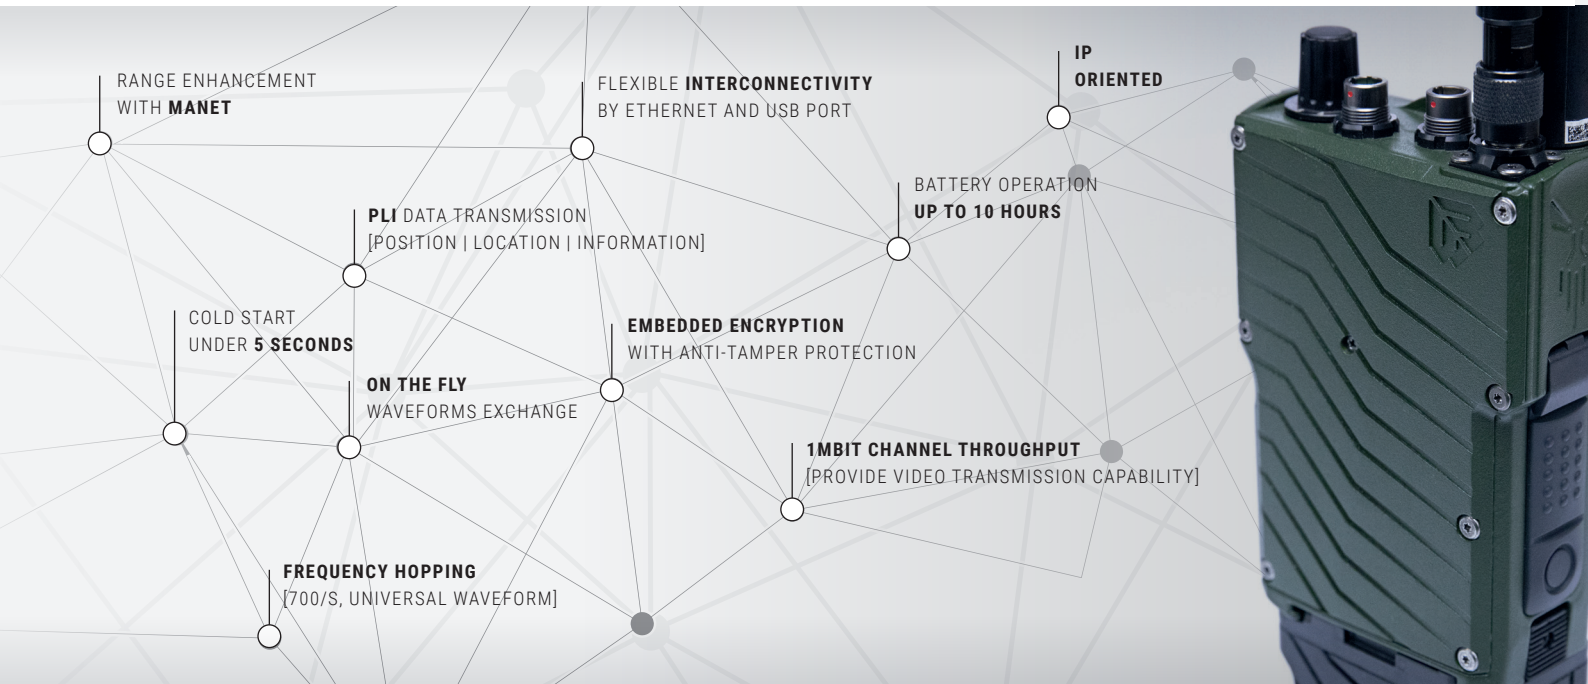 RANGE ENHANCEMENT
WITH MANET
FLEXIBLE INTERCONNECTIVITY
BY ETHERNET AND USB PORT
IP
ORIENTED
PLI DATA TRANSMISSION
[POSITION | LOCATION | INFORMATION]
BATTERY OPERATION
UP TO 10 HOURS
COLD START
UNDER 5 SECONDS
EMBEDDED ENCRYPTION
WITH ANTI-TAMPER PROTECTION
ON THE FLY
WAVEFORMS EXCHANGE
1MBIT CHANNEL THROUGHPUT
[PROVIDE VIDEO TRANSMISSION CAPABILITY]
FREQUENCY HOPPING
[700/S, UNIVERSAL WAVEFORM]